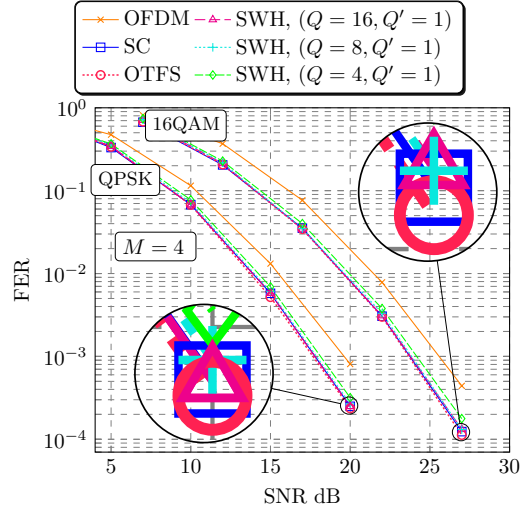 OFDM SWH, (Q = 16, Q′ = 1)
SC SWH, (Q = 8, Q′ = 1)
OTFS SWH, (Q = 4, Q′ = 1)
10^0
16QAM
10^−1
QPSK
M = 4
10^−2
FER
10^−3
10^−4
5 10 15 20 25 30
SNR dB